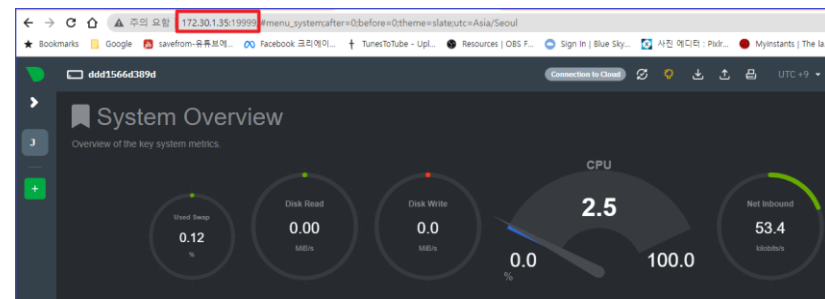 주의 요함 172.30.1.35:19999/#menu_system;after=0;before=0;theme=slate;utc=Asia/Seoul
Bookmarks Google savefrom-유튜브에... Facebook 크리에이... TunesToTube - Upl... Resources | OBS F... Sign In | Blue Sky... 사진 에디터 : Pixlr... Myinstants | The la
ddd1566d389d Connection to Cloud UTC +9
System Overview
J
Overview of the key system metrics.
CPU
Used Swap
0.12
%
Disk Read
0.00
MiB/s
Disk Write
0.0
MiB/s
2.5
0.0
100.0
%
Net Inbound
53.4
kilobits/s